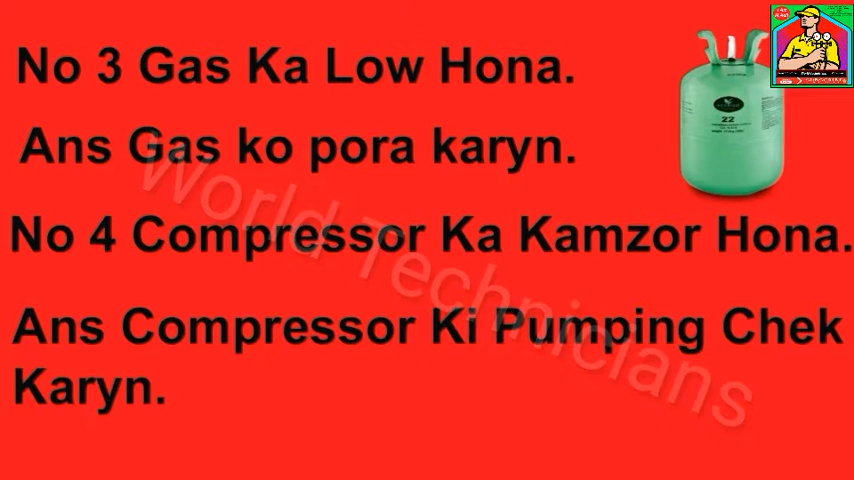 No 3 Gas Ka Low Hona.
Ans Gas ko pora karyn.
No 4 Compressor Ka Kamzor Hona.
Ans Compressor Ki Pumping Chek
Karyn.
World Technicians
22